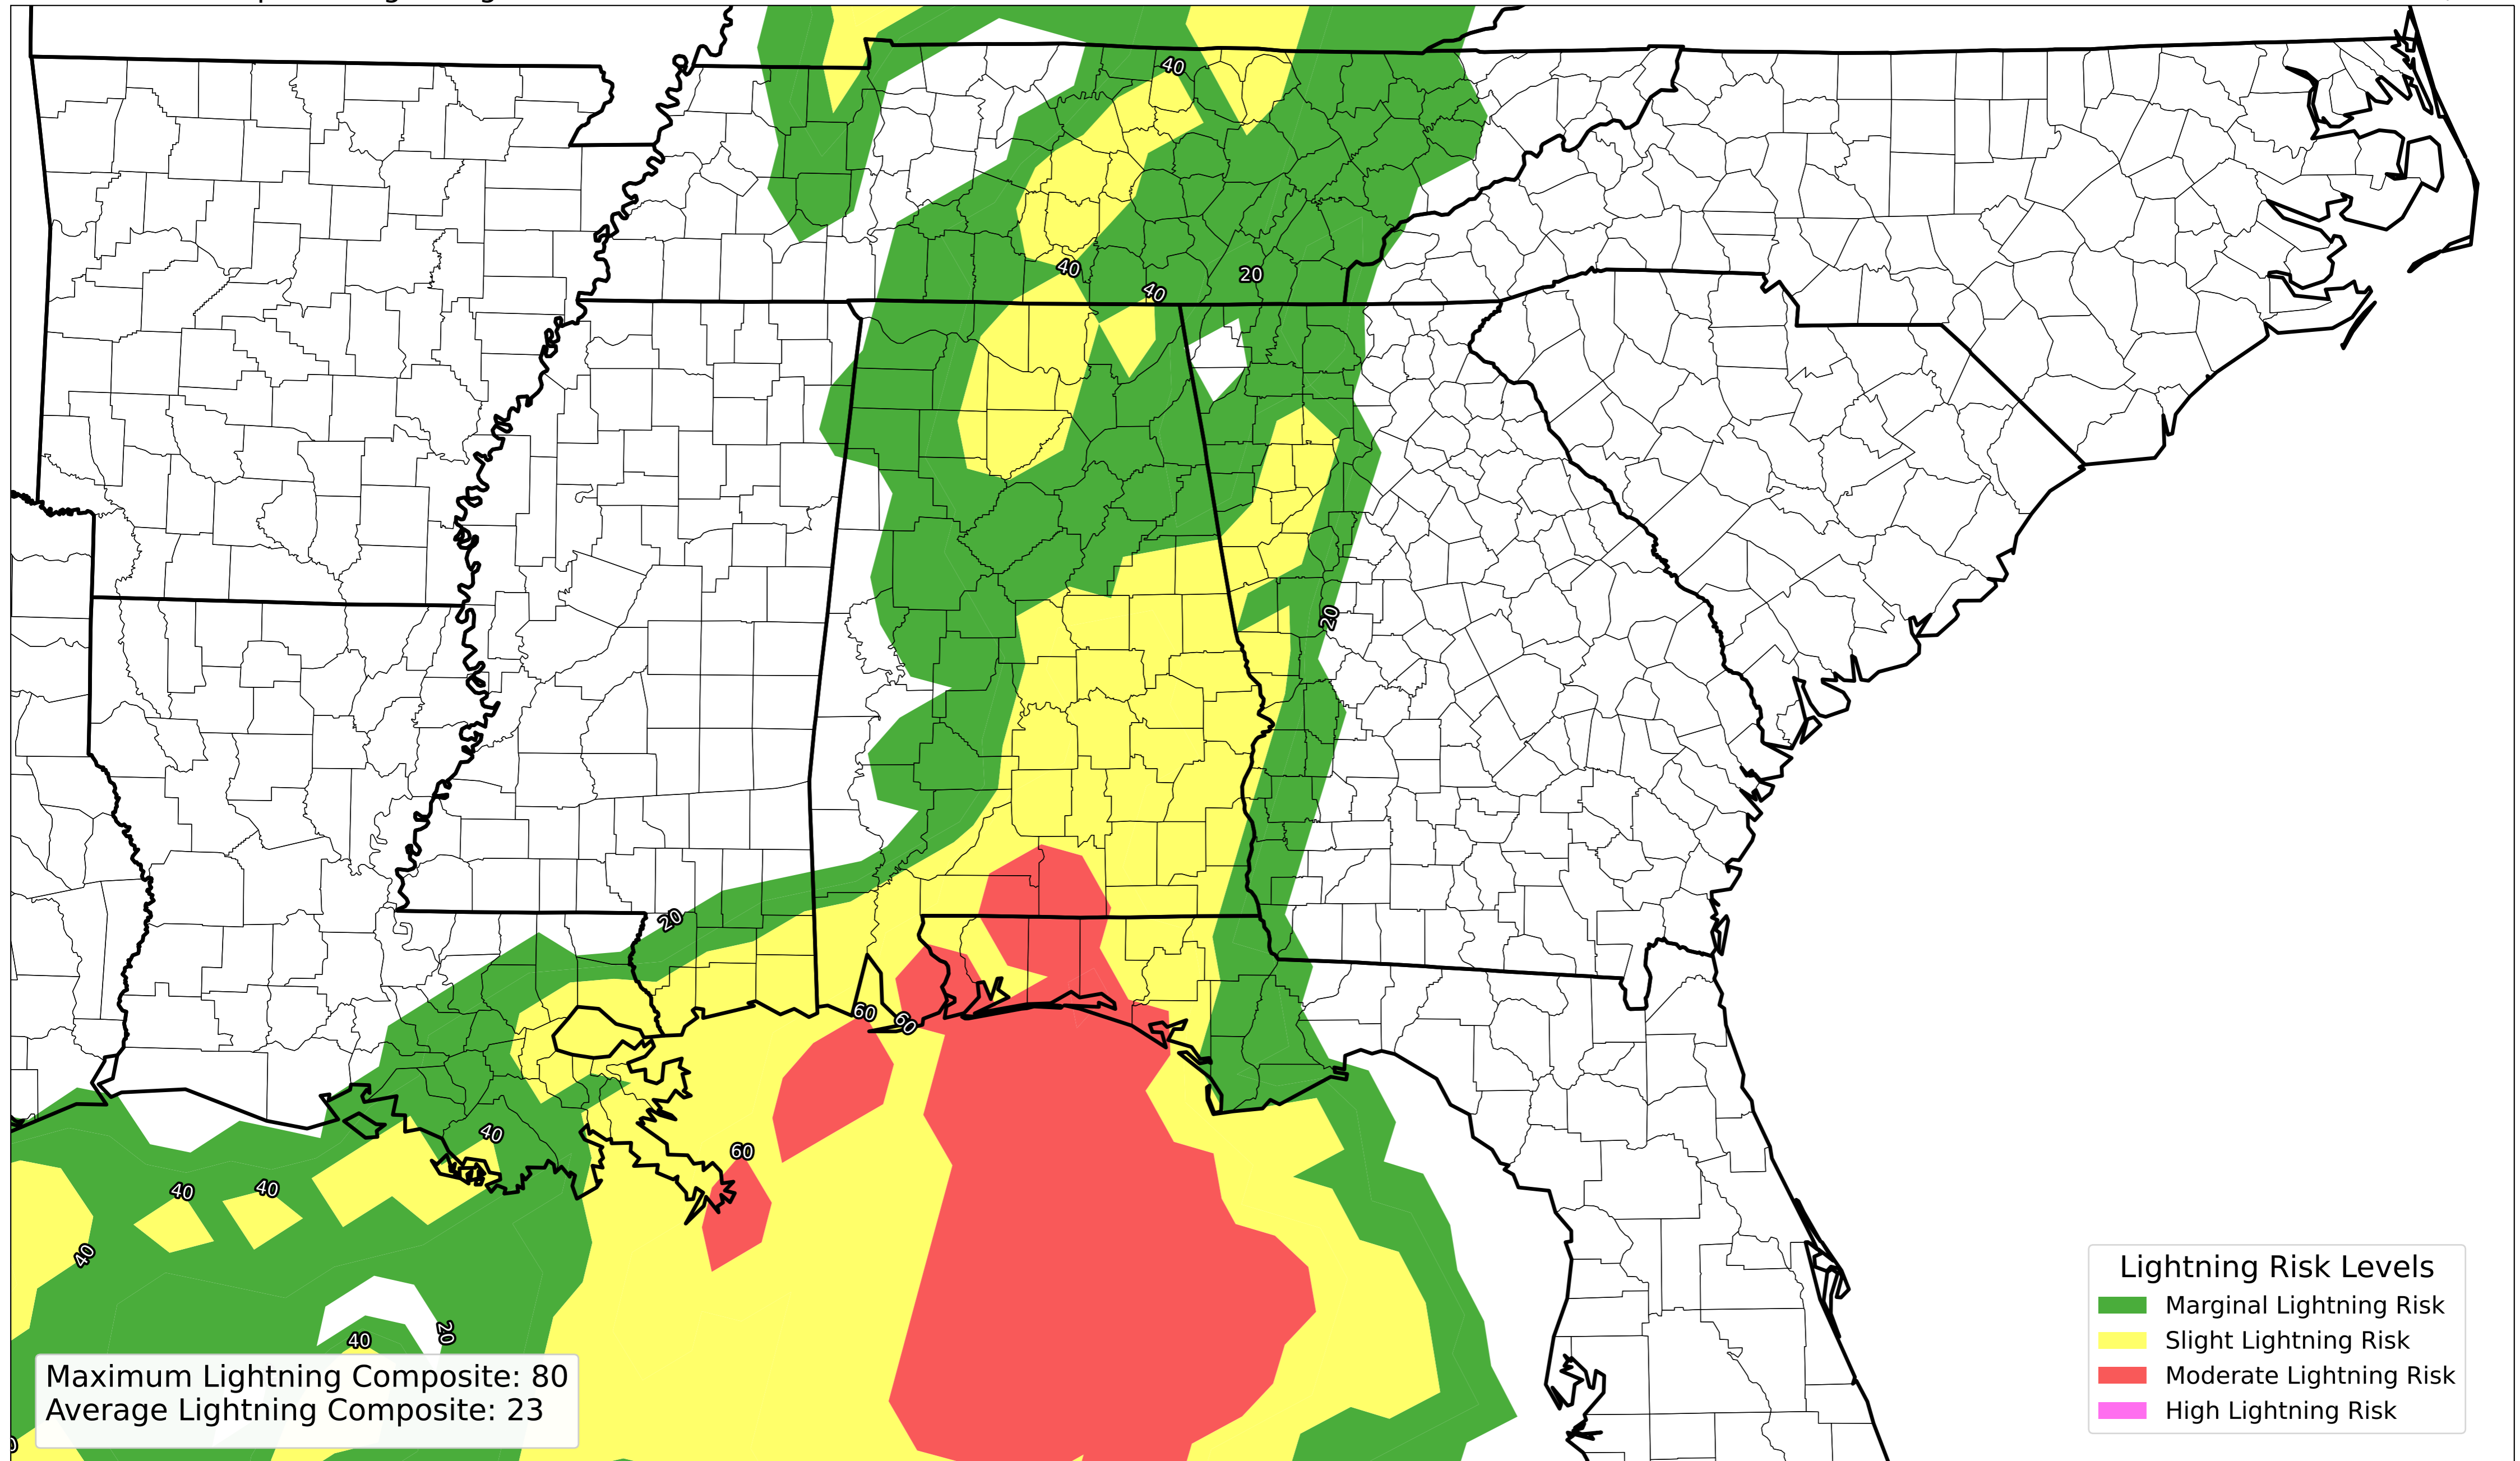 40
40
20
40
20
20
60
60
40
60
40
40
40
20
40
Maximum Lightning Composite: 80
Average Lightning Composite: 23
Lightning Risk Levels
Marginal Lightning Risk
Slight Lightning Risk
Moderate Lightning Risk
High Lightning Risk